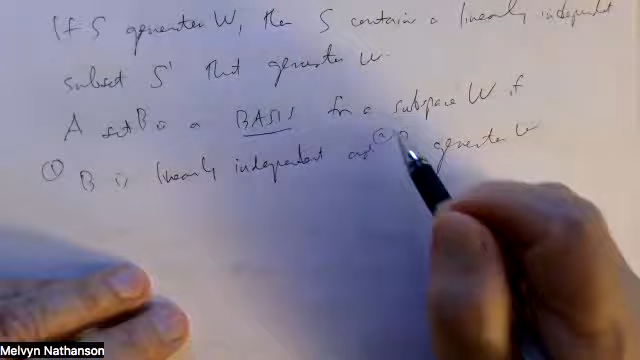 If S generates W, then S contains a linearly independent
subset S' that generates W.
A set B is a BASIS for a subspace W if
① B is linearly independent and ② B generates W
Melvyn Nathanson